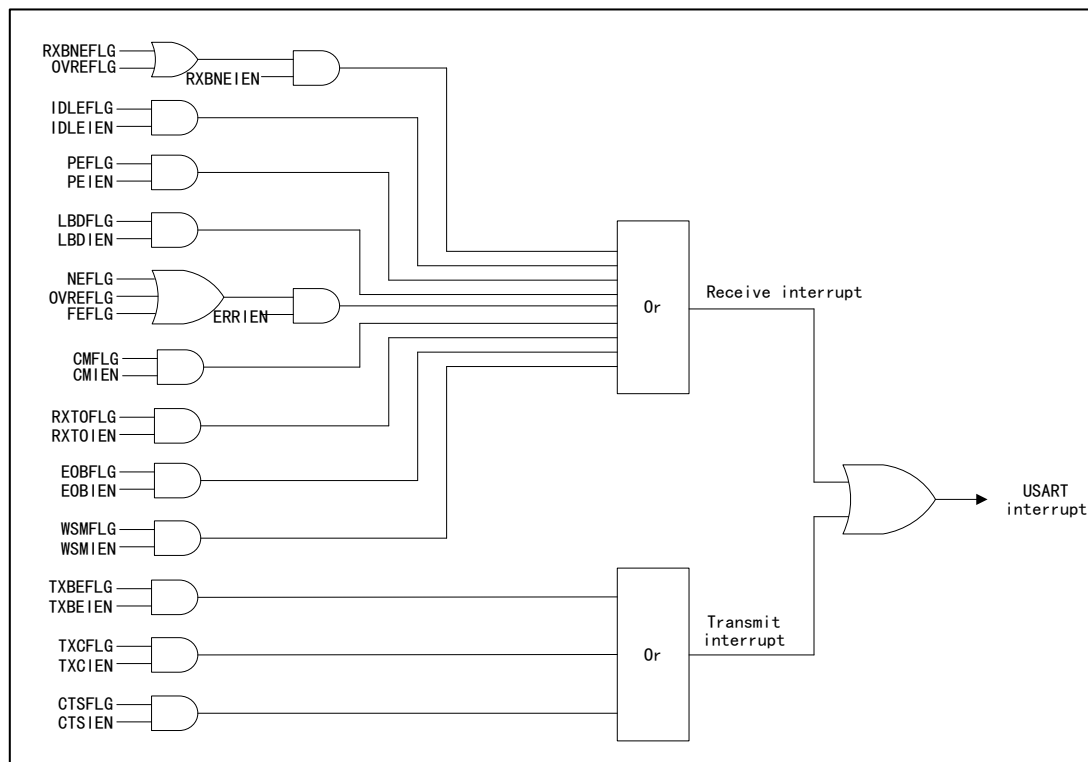 RXBNEFLG
OVREFLG
RXBNEIEN
IDLEFLG
IDLEIEN
PEFLG
PEIEN
LBDFLG
LBDIEN
NEFLG
OVREFLG
FEFLG
ERRIEN
CMFLG
CMIEN
RXTOFLG
RXTOIEN
EOBFLG
EOBIEN
WSMFLG
WSMIEN
Or
Receive interrupt
TXBEFLG
TXBEIEN
TXCFLG
TXCIEN
CTSFLG
CTSIEN
Or
Transmit
interrupt
USART
interrupt